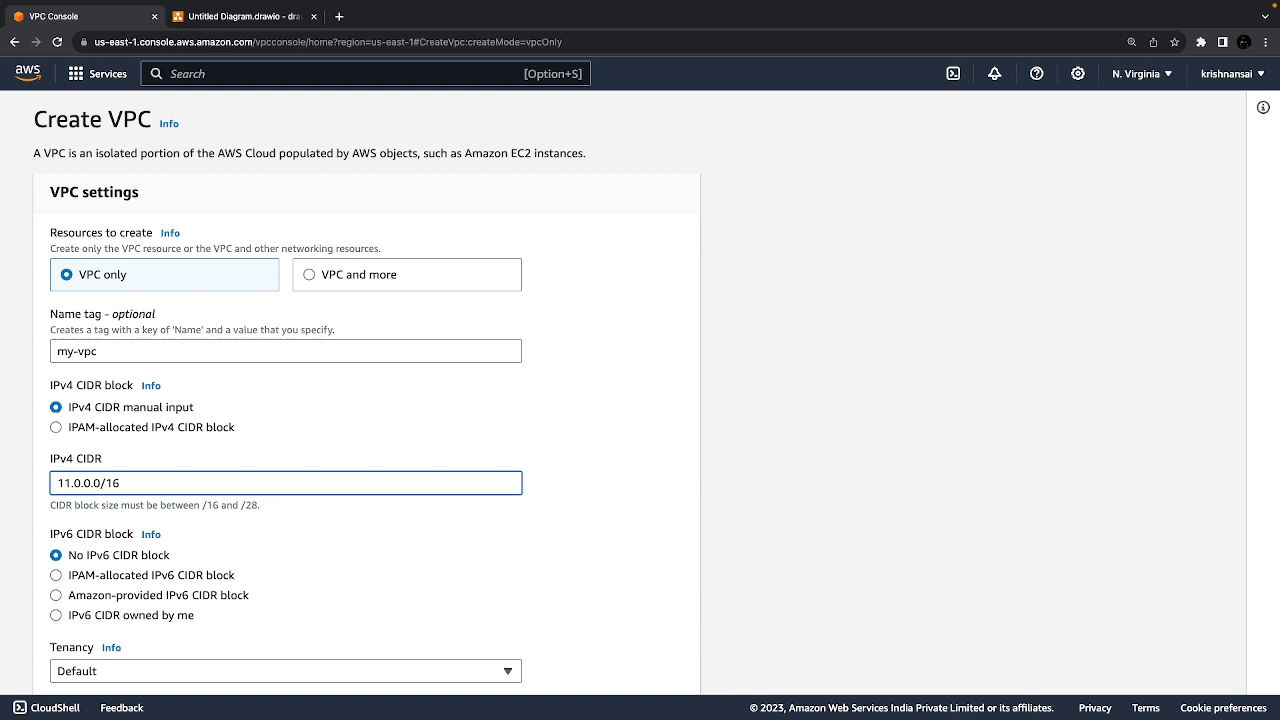 VPC Console
Untitled Diagram.drawio - dra
us-east-1.console.aws.amazon.com/vpcconsole/home?region=us-east-1#CreateVpc:createMode=vpcOnly
aws Services Search [Option+S] N. Virginia krishnansai
Create VPC Info
A VPC is an isolated portion of the AWS Cloud populated by AWS objects, such as Amazon EC2 instances.
VPC settings
Resources to create Info
Create only the VPC resource or the VPC and other networking resources.
VPC only VPC and more
Name tag - optional
Creates a tag with a key of 'Name' and a value that you specify.
my-vpc
IPv4 CIDR block Info
IPv4 CIDR manual input
IPAM-allocated IPv4 CIDR block
IPv4 CIDR
11.0.0.0/16
CIDR block size must be between /16 and /28.
IPv6 CIDR block Info
No IPv6 CIDR block
IPAM-allocated IPv6 CIDR block
Amazon-provided IPv6 CIDR block
IPv6 CIDR owned by me
Tenancy Info
Default
CloudShell Feedback © 2023, Amazon Web Services India Private Limited or its affiliates. Privacy Terms Cookie preferences